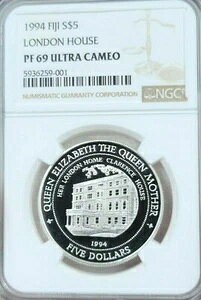 1994 FIJI S$5
LONDON HOUSE
PF 69 ULTRA CAMEO
5936259-001
NGC
NUMISMATIC GUARANTY CORPORATION
QUEEN ELIZABETH THE QUEEN MOTHER
HER LONDON HOME CLARENCE HOUSE
1994
FIVE DOLLARS